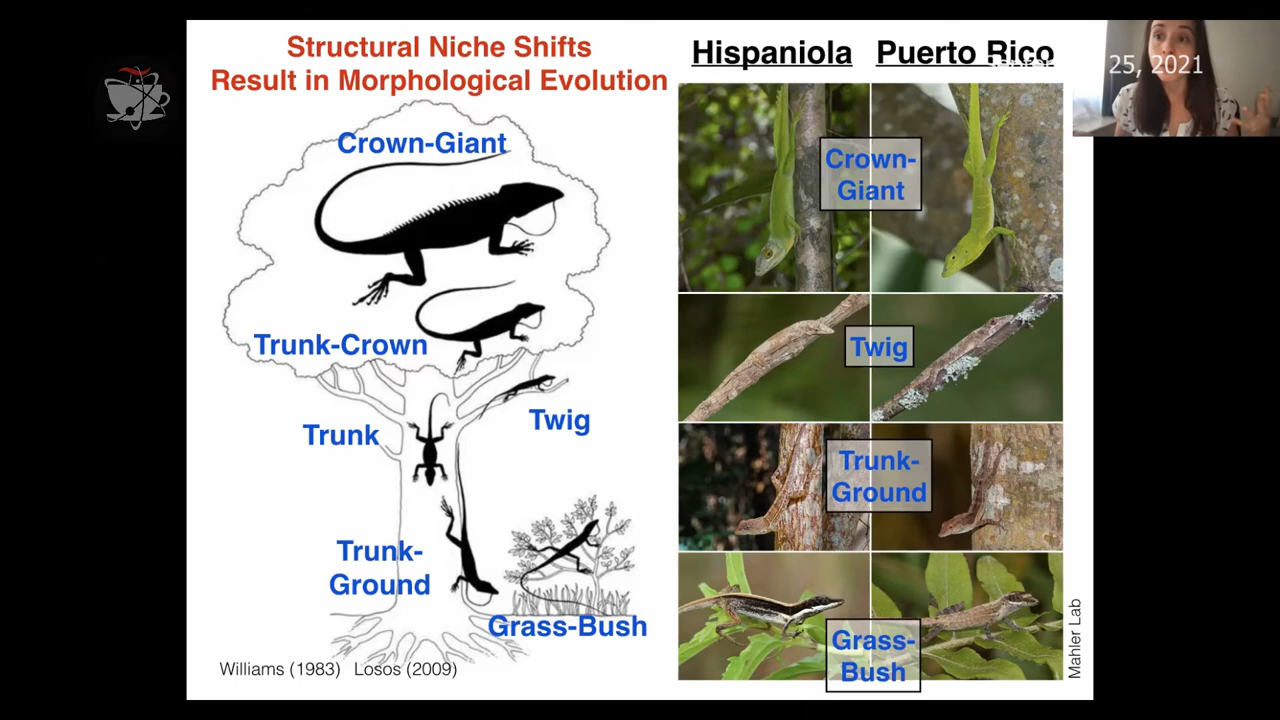 Structural Niche Shifts
Result in Morphological Evolution
Crown-Giant
Trunk-Crown
Trunk
Twig
Trunk-
Ground
Grass-Bush
Williams (1983) Losos (2009)
Hispaniola Puerto Rico
Crown-
Giant
Twig
Trunk-
Ground
Grass-
Bush
Mahler Lab
25, 2021